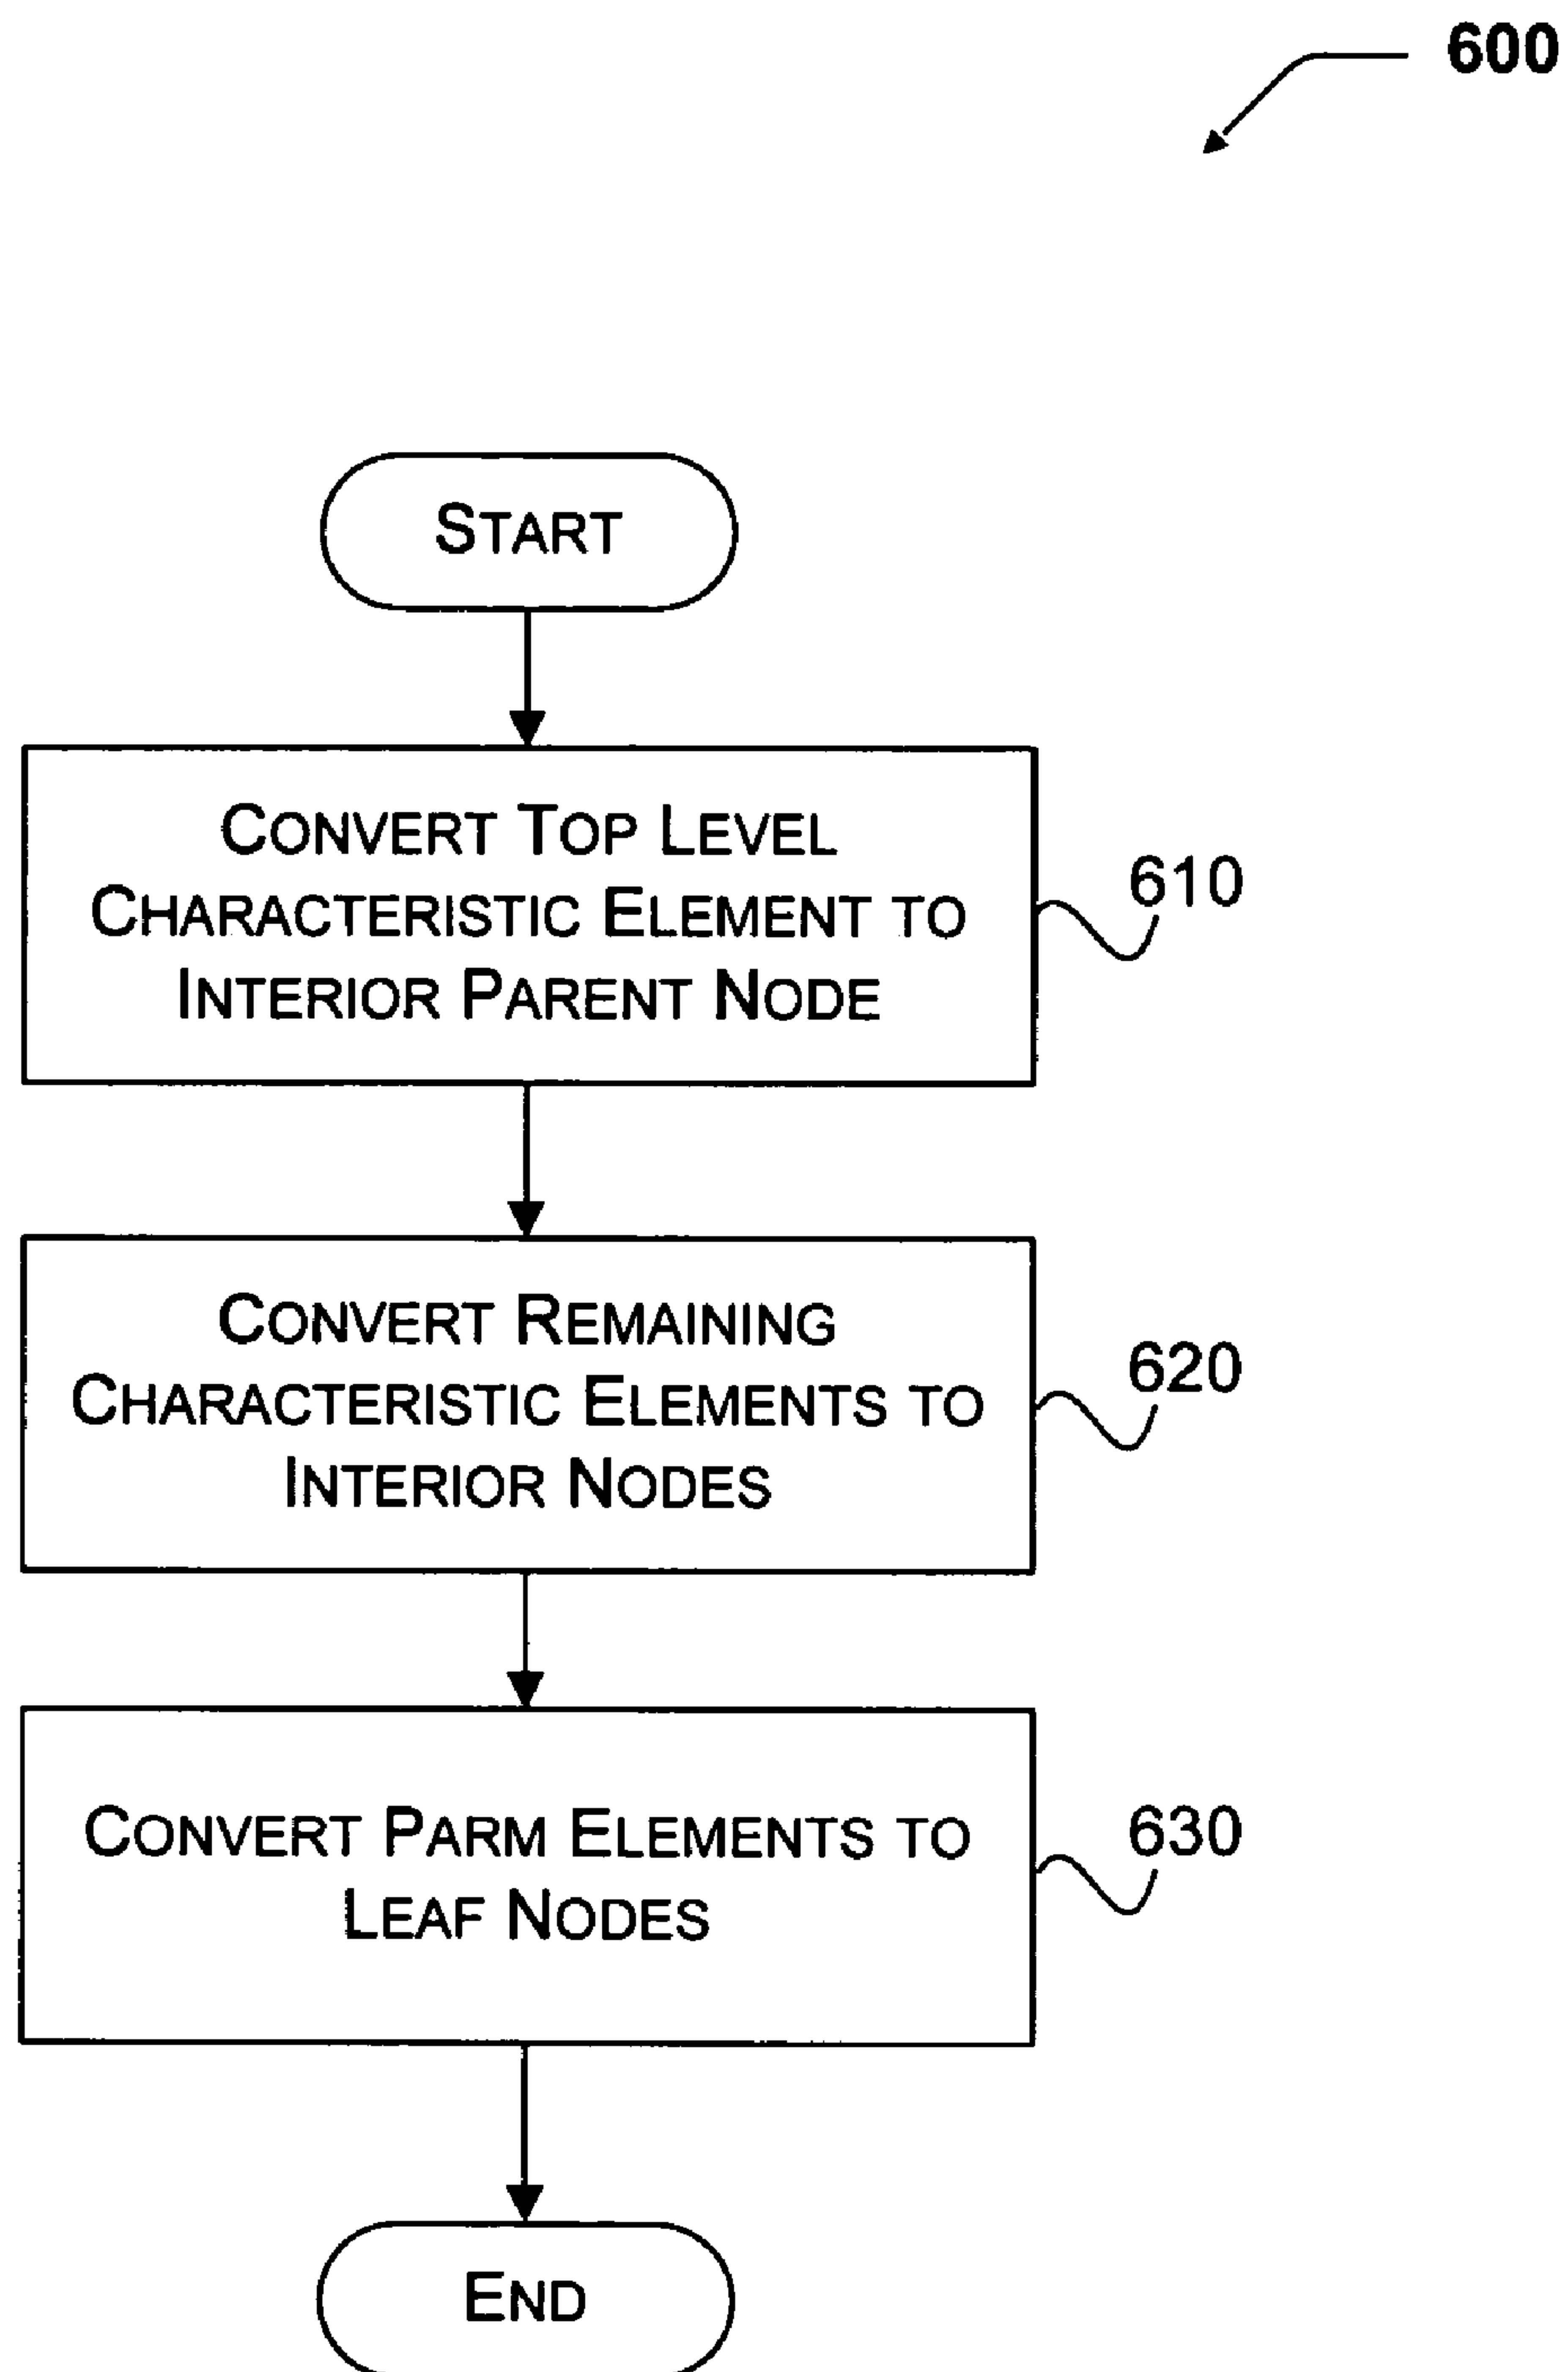 600
START
CONVERT TOP LEVEL
CHARACTERISTIC ELEMENT TO
INTERIOR PARENT NODE
610
CONVERT REMAINING
CHARACTERISTIC ELEMENTS TO
INTERIOR NODES
620
CONVERT PARM ELEMENTS TO
LEAF NODES
630
END